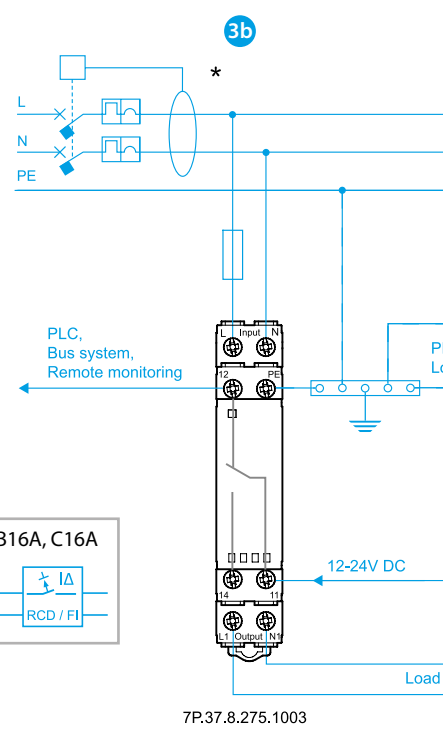 3b
*
L
N
PE
L Input N
PLC,
Bus system,
Remote monitoring
12 PE
B16A, C16A
IΔ
RCD / FI
12-24V DC
14 11
L1 Output N1
Load
7P.37.8.275.1003